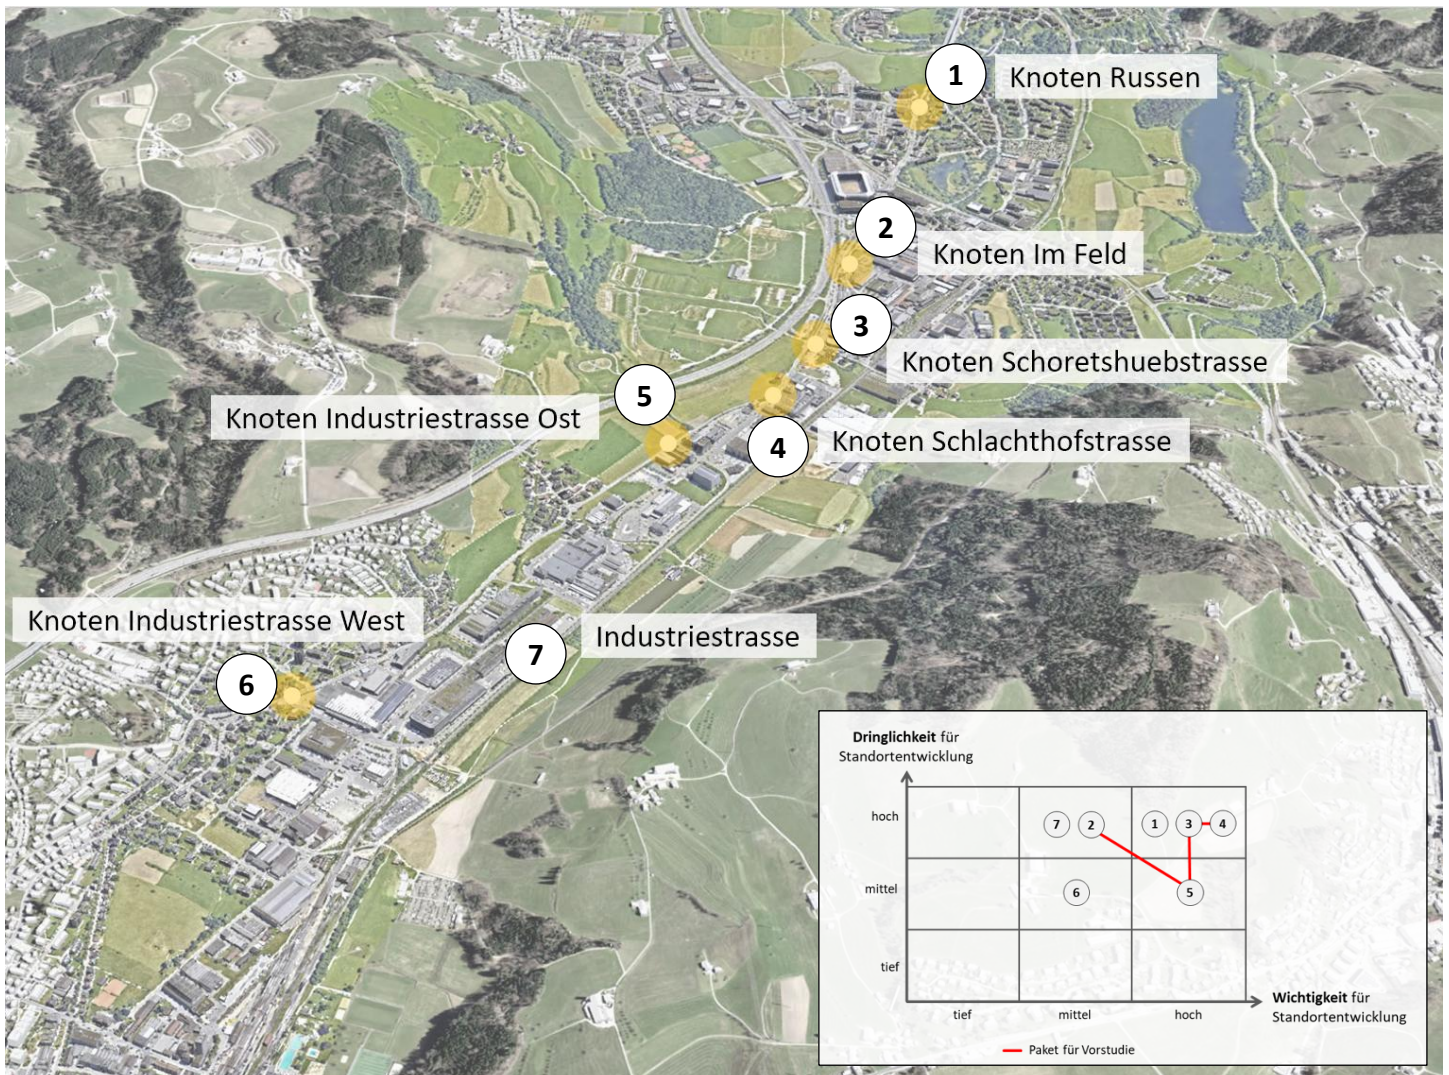 1
Knoten Russen
2
Knoten Im Feld
3
Knoten Schoretshuebstrasse
5
Knoten Industriestrasse Ost
4
Knoten Schlachthofstrasse
Knoten Industriestrasse West
6
7
Industriestrasse
Dringlichkeit für
Standortentwicklung
hoch
7 2 1 3 4
mittel
6 5
tief
tief mittel hoch
Wichtigkeit für
Standortentwicklung
Paket für Vorstudie